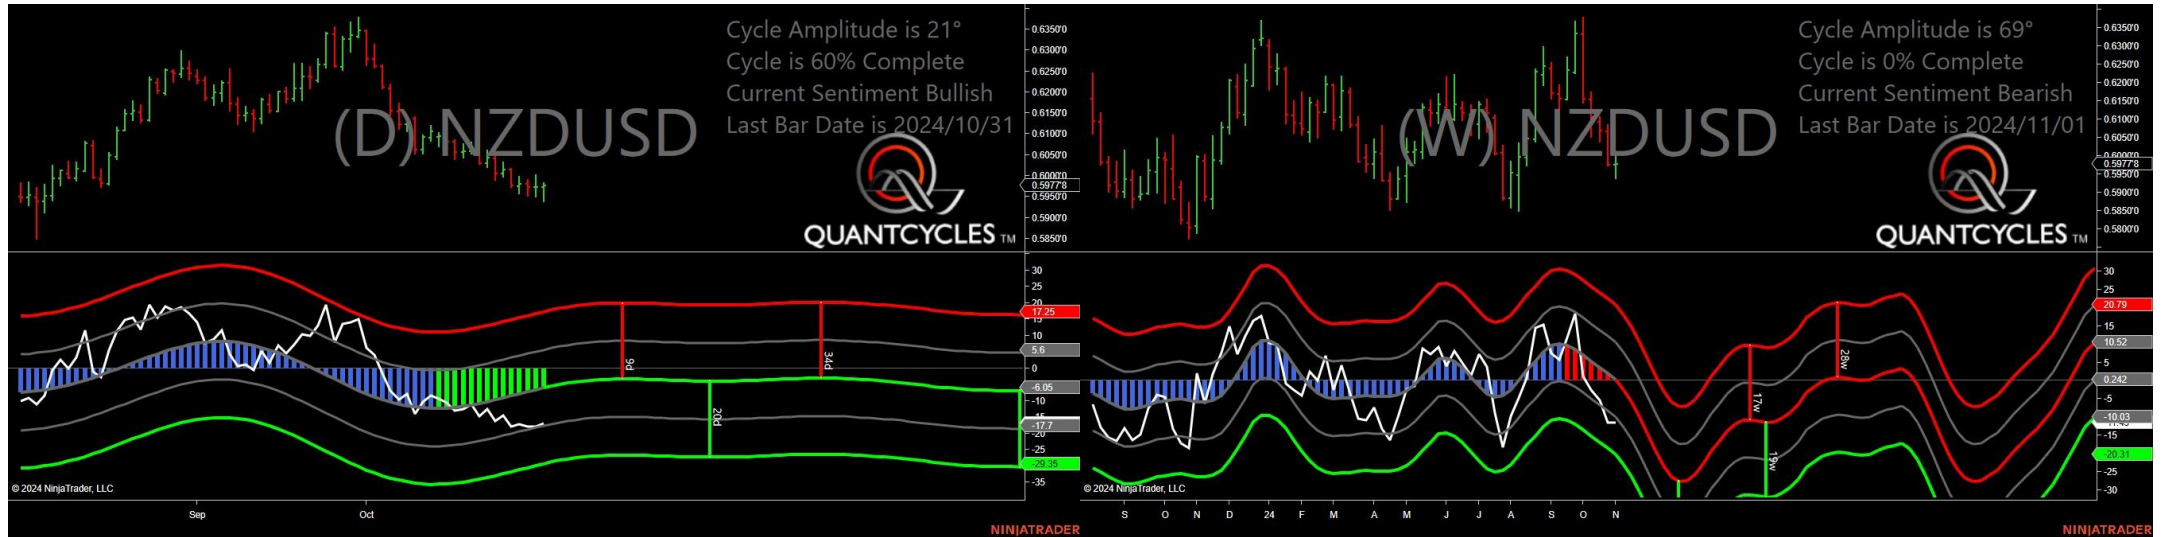 Cycle Amplitude is 21°
Cycle is 60% Complete
Current Sentiment Bullish
Last Bar Date is 2024/10/31
(D) NZDUSD
QUANTCYCLES TM
0.6350'0
0.6300'0
0.6250'0
0.6200'0
0.6150'0
0.6100'0
0.6050'0
0.6000'0
0.5977'8
0.5950'0
0.5900'0
0.5850'0
30
25
20
17.25
15
10
5.6
0
-6.05
-10
-17.7
-20
-25
-29.35
-35
9d
20d
34d
© 2024 NinjaTrader, LLC
Sep Oct
NINJATRADER
Cycle Amplitude is 69°
Cycle is 0% Complete
Current Sentiment Bearish
Last Bar Date is 2024/11/01
(W) NZDUSD
QUANTCYCLES TM
0.6350'0
0.6300'0
0.6250'0
0.6200'0
0.6150'0
0.6100'0
0.6050'0
0.6000'0
0.5977'8
0.5950'0
0.5900'0
0.5850'0
0.5800'0
30
25
20.79
15
10.52
5
0.242
-5
-10.03
-15
-20.31
-25
-30
17w
19w
28w
© 2024 NinjaTrader, LLC
S O N D 24 F M A M J J A S O N
NINJATRADER